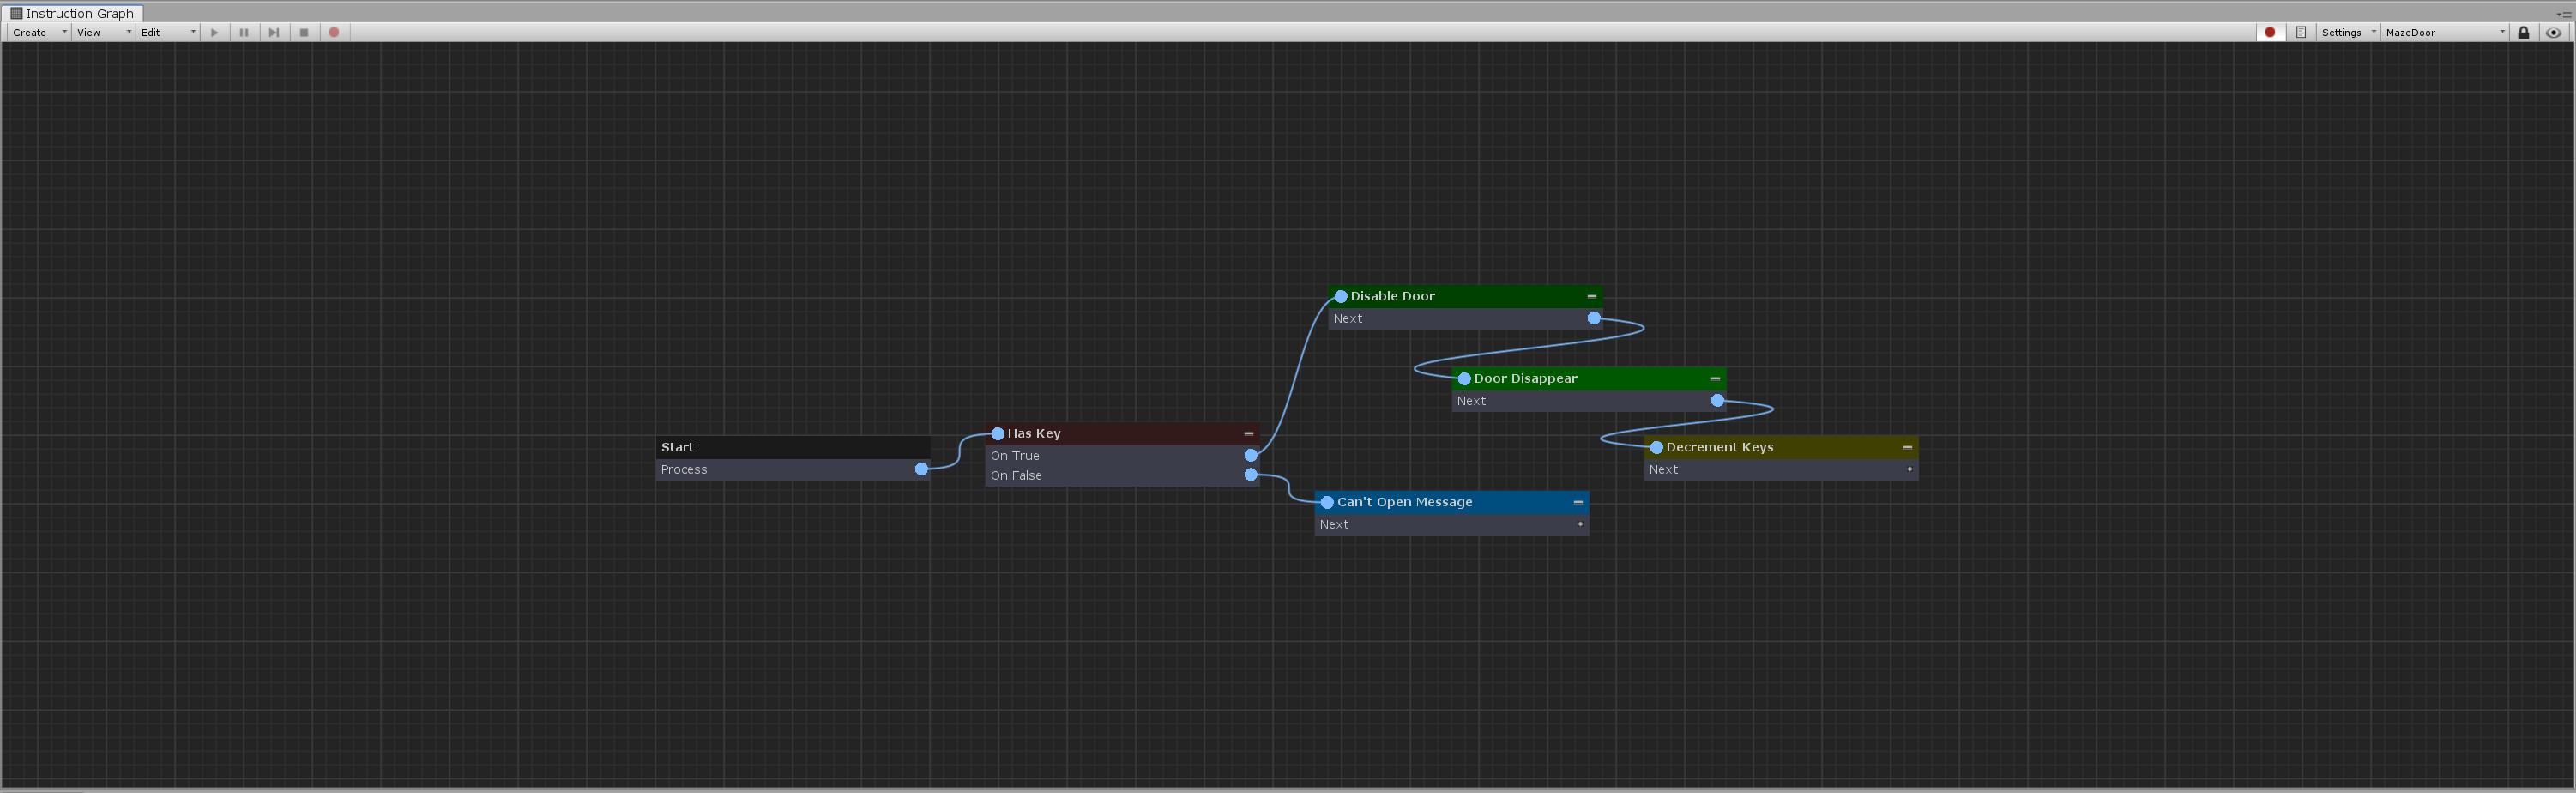 Instruction Graph
Create View Edit Settings MazeDoor
Disable Door
Next
Door Disappear
Next
Has Key
On True
On False
Start
Process
Decrement Keys
Next
Can't Open Message
Next